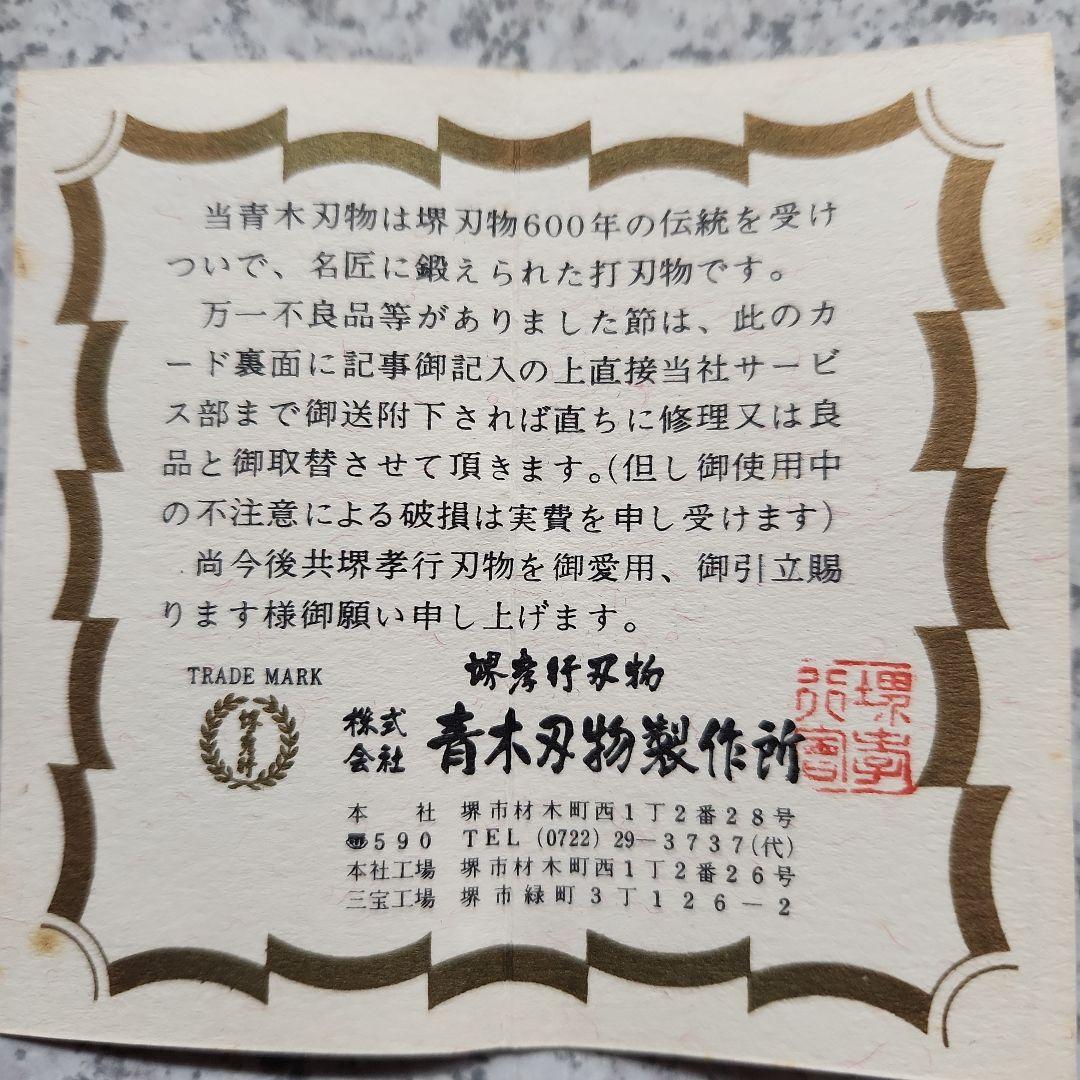 当青木刃物は堺刃物600年の伝統を受け
ついで、名匠に鍛えられた打刃物です。
万一不良品等がありました節は、此のカ
ード裏面に記事御記入の上直接当社サービ
ス部まで御送附下されば直ちに修理又は良
品と御取替させて頂きます。(但し御使用中
の不注意による破損は実費を申し受けます)
尚今後共堺孝行刃物を御愛用、御引立賜
ります様御願い申し上げます。
TRADE MARK
堺孝行
堺孝行刃物
株式会社 青木刃物製作所
堺孝行
本社 堺市材木町西1丁2番28号
〠590 TEL (0722) 29-3737(代)
本社工場 堺市材木町西1丁2番26号
三宝工場 堺市緑町3丁126-2